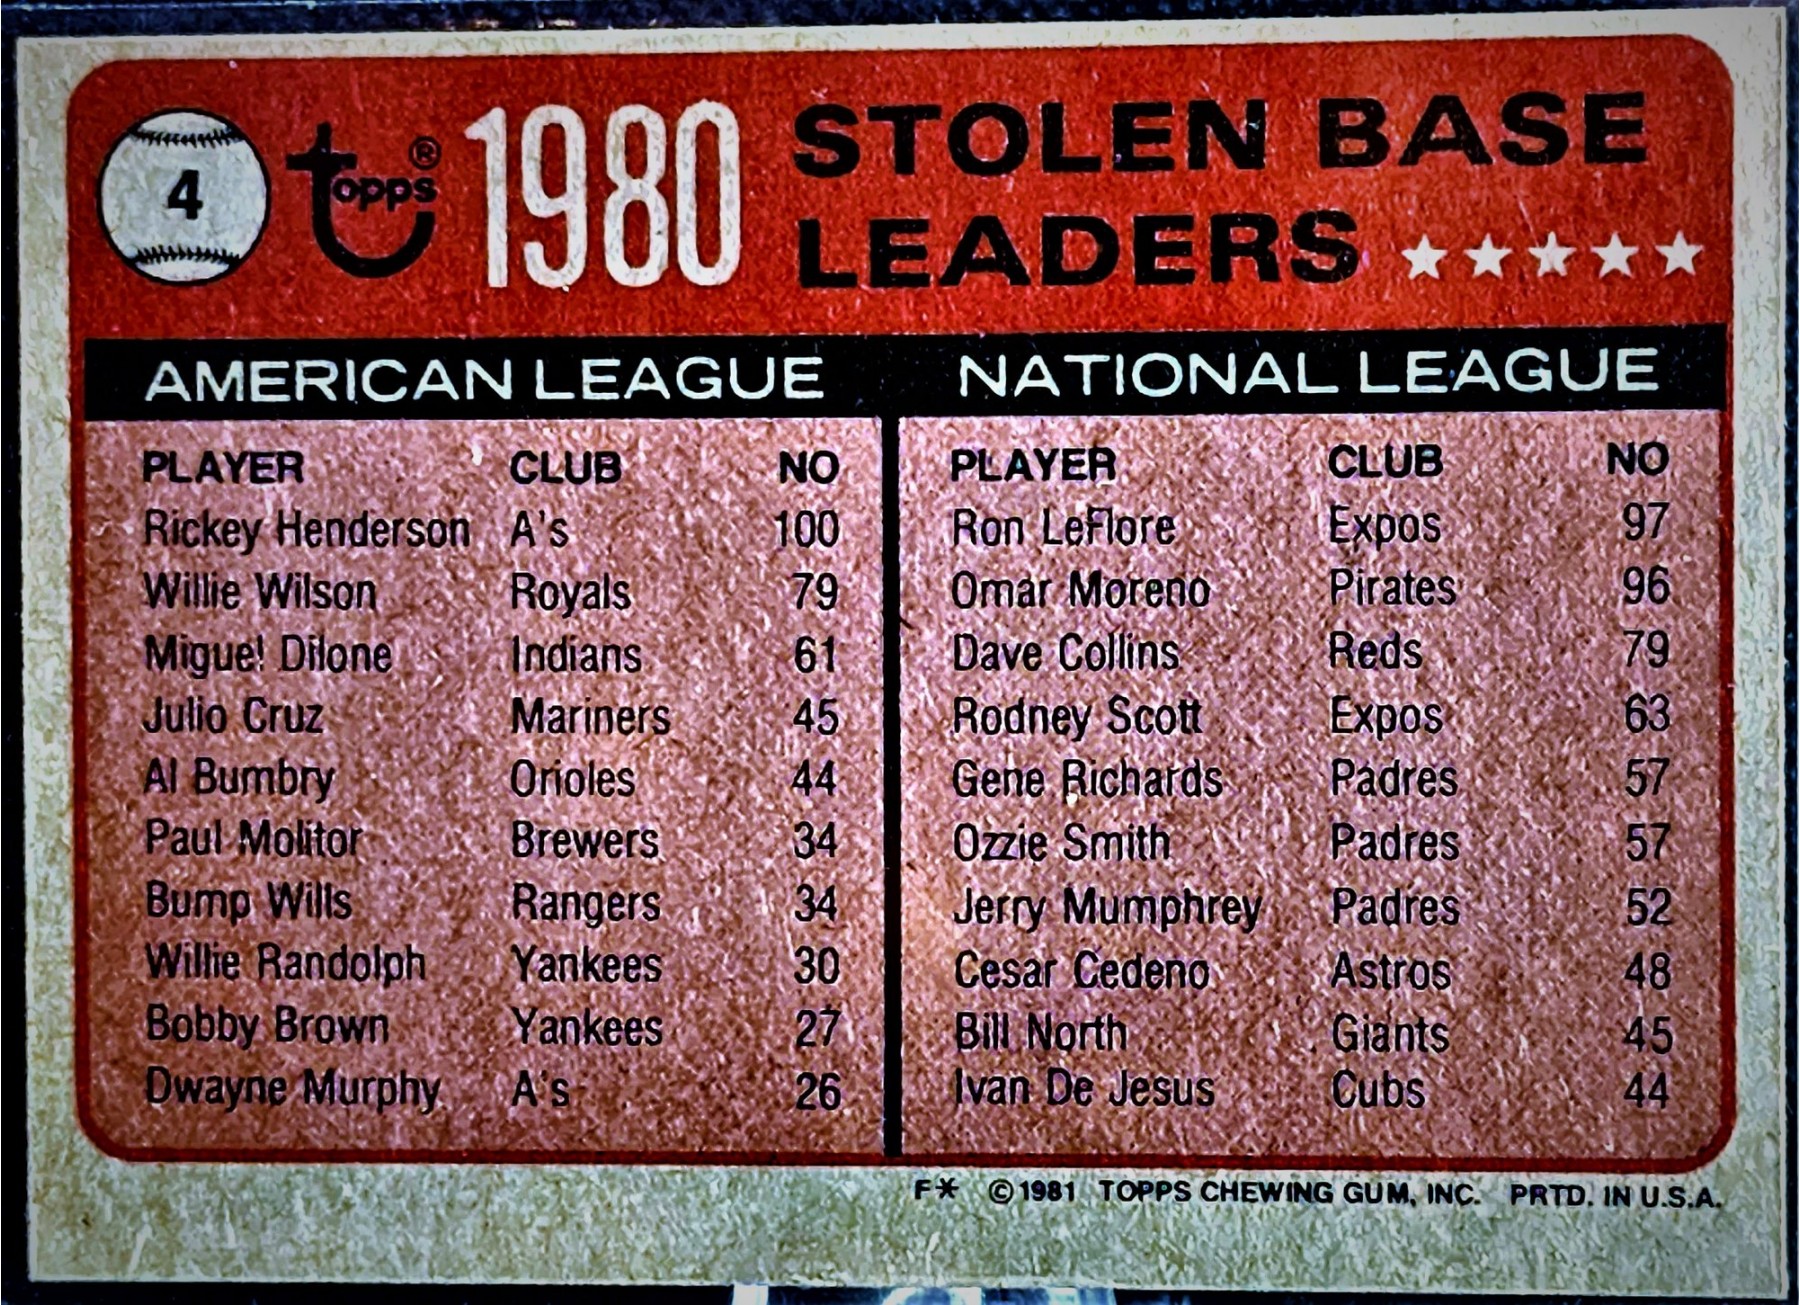 4 Topps® 1980 STOLEN BASE
LEADERS ★★★★★
AMERICAN LEAGUE
PLAYER CLUB NO
Rickey Henderson A's 100
Willie Wilson Royals 79
Miguel Dilone Indians 61
Julio Cruz Mariners 45
Al Bumbry Orioles 44
Paul Molitor Brewers 34
Bump Wills Rangers 34
Willie Randolph Yankees 30
Bobby Brown Yankees 27
Dwayne Murphy A's 26
NATIONAL LEAGUE
PLAYER CLUB NO
Ron LeFlore Expos 97
Omar Moreno Pirates 96
Dave Collins Reds 79
Rodney Scott Expos 63
Gene Richards Padres 57
Ozzie Smith Padres 57
Jerry Mumphrey Padres 52
Cesar Cedeno Astros 48
Bill North Giants 45
Ivan De Jesus Cubs 44
F* © 1981 TOPPS CHEWING GUM, INC. PRTD. IN U.S.A.